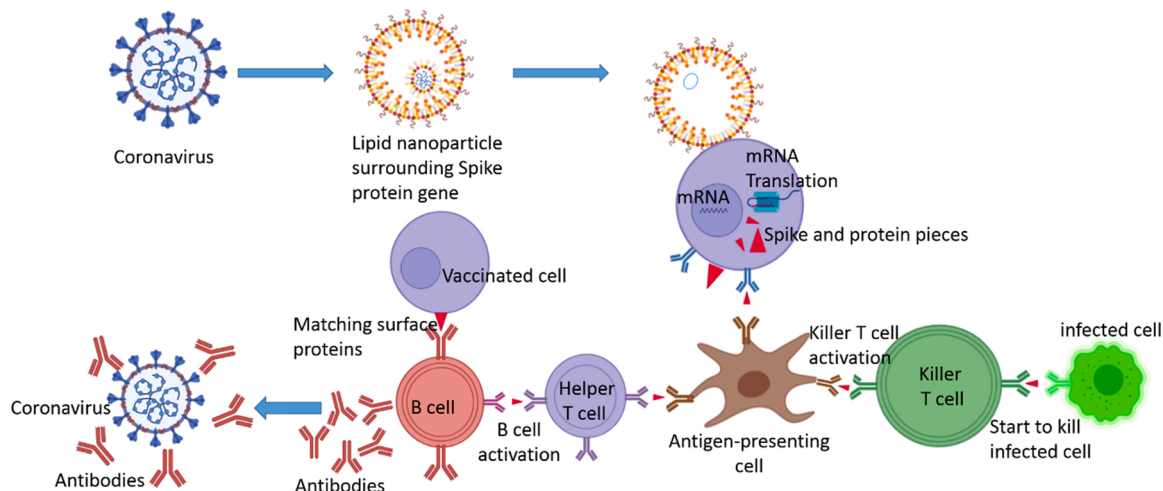 Coronavirus
Lipid nanoparticle
surrounding Spike
protein gene
mRNA
Translation
mRNA
Spike and protein pieces
Vaccinated cell
Matching surface
proteins
Killer T cell
activation
infected cell
Coronavirus
B cell
Helper
T cell
Killer
T cell
B cell
activation
Antigen-presenting
cell
Start to kill
infected cell
Antibodies
Antibodies